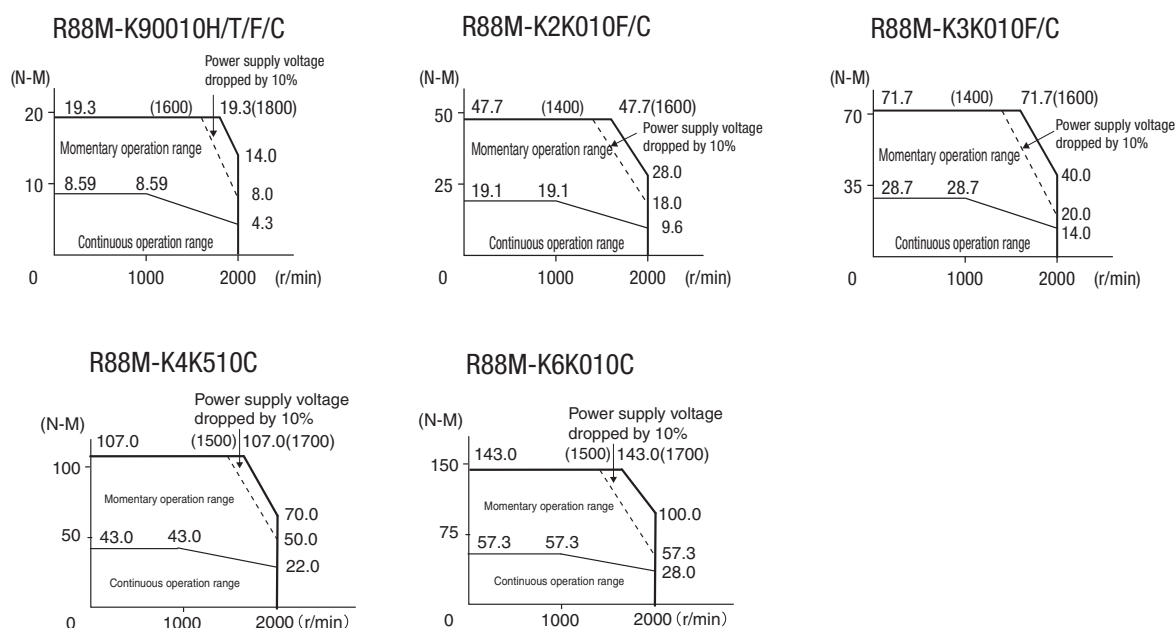 R88M-K90010H/T/F/C
Power supply voltage
dropped by 10%
(N-M)
20
19.3
(1600)
19.3(1800)
Momentary operation range
14.0
10
8.59
8.59
8.0
4.3
Continuous operation range
0
1000
2000
(r/min)
R88M-K2K010F/C
(N-M)
50
47.7
(1400)
47.7(1600)
Power supply voltage
dropped by 10%
Momentary operation range
28.0
25
19.1
19.1
18.0
9.6
Continuous operation range
0
1000
2000
(r/min)
R88M-K3K010F/C
(N-M)
70
71.7
(1400)
71.7(1600)
Power supply voltage
dropped by 10%
Momentary operation range
40.0
35
28.7
28.7
20.0
14.0
Continuous operation range
0
1000
2000
(r/min)
R88M-K4K510C
Power supply voltage
dropped by 10%
(N-M)
107.0
(1500)
107.0(1700)
100
Momentary operation range
70.0
50
43.0
43.0
50.0
22.0
Continuous operation range
0
1000
2000 (r/min)
R88M-K6K010C
Power supply voltage
dropped by 10%
(N-M)
150
143.0
(1500)
143.0(1700)
Momentary operation range
100.0
75
57.3
57.3
57.3
28.0
Continuous operation range
0
1000
2000 (r/min)